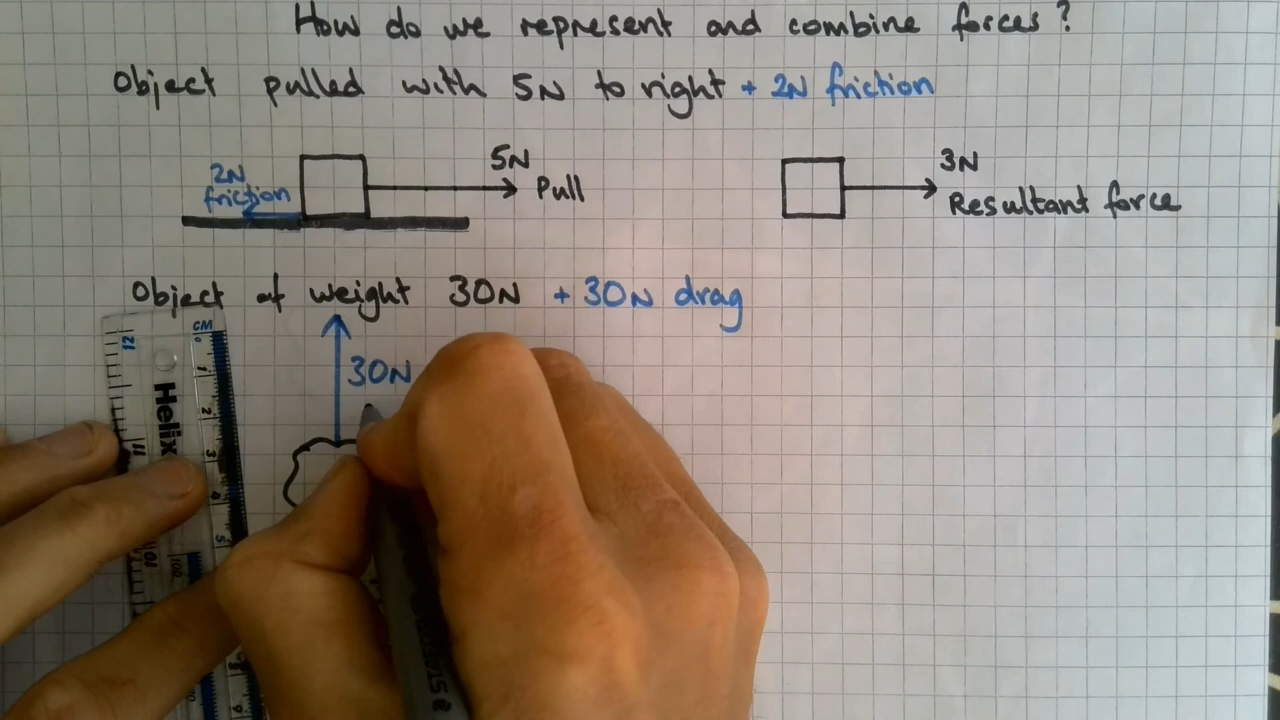 How do we represent and combine forces?
Object pulled with 5N to right + 2N friction
2N
friction
5N
Pull
3N
Resultant force
Object of weight 30N + 30N drag
30N
CM
Helix